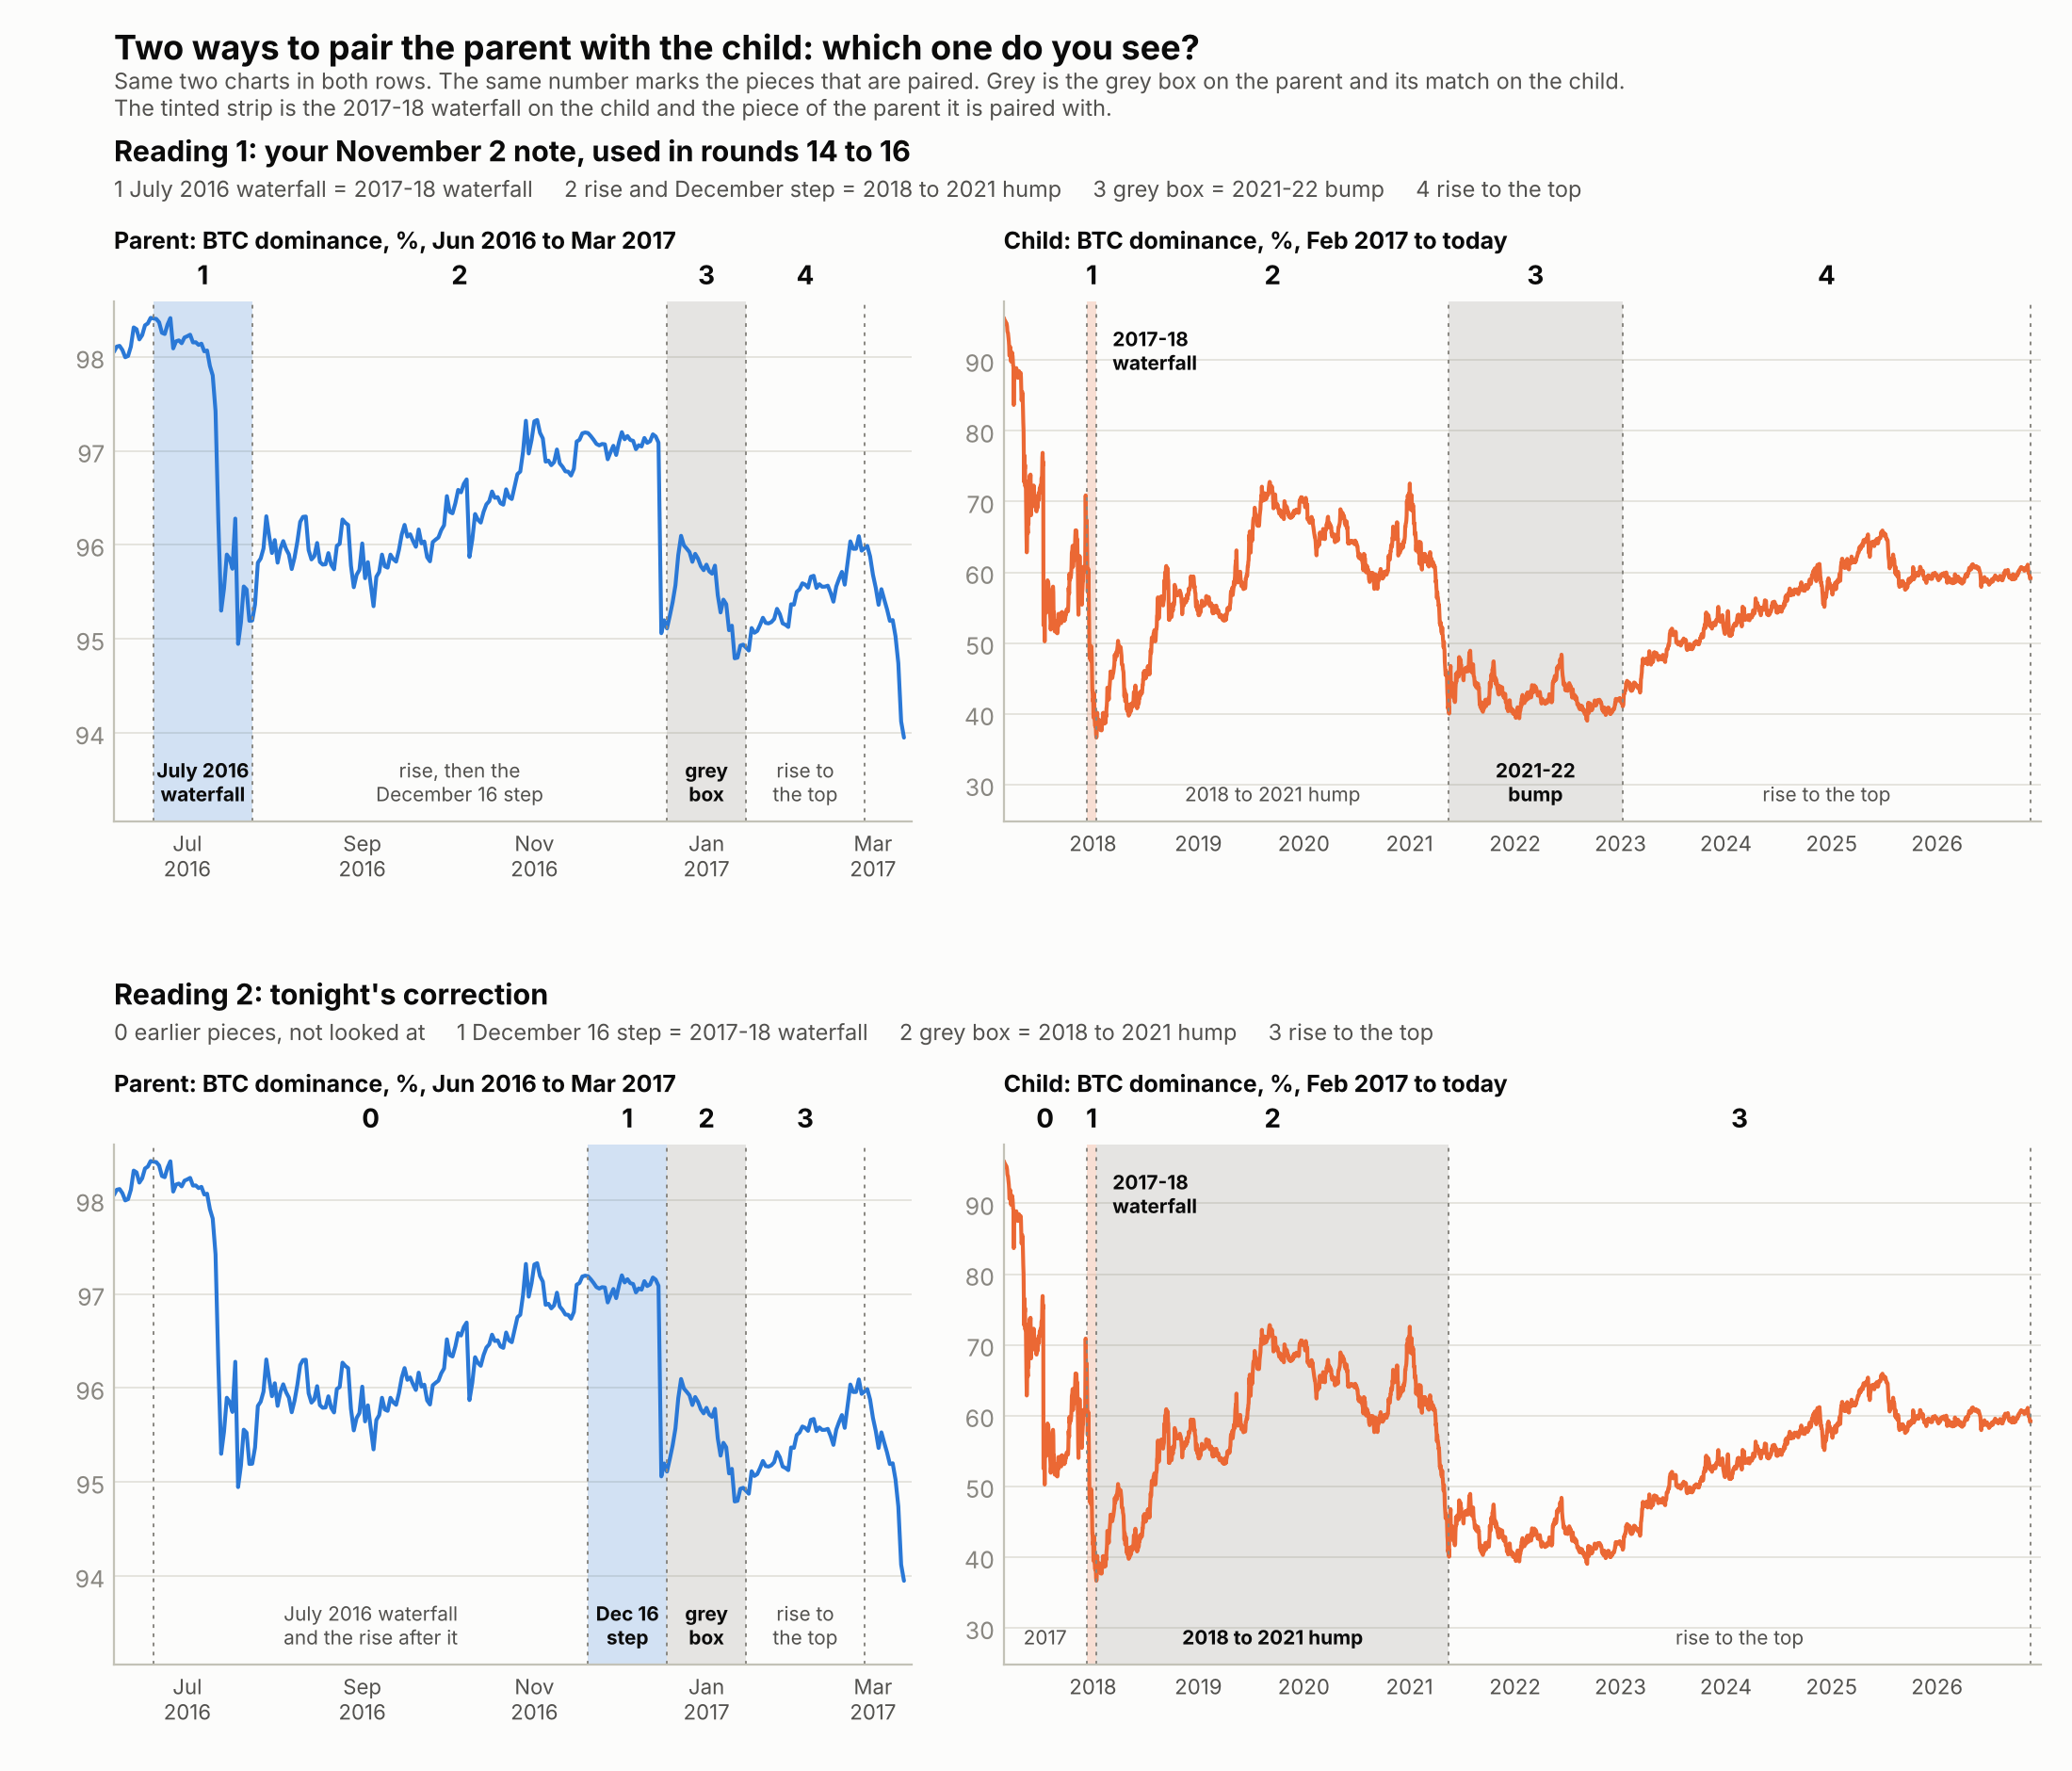 Two ways to pair the parent with the child: which one do you see?
Same two charts in both rows. The same number marks the pieces that are paired. Grey is the grey box on the parent and its match on the child.
The tinted strip is the 2017-18 waterfall on the child and the piece of the parent it is paired with.
Reading 1: your November 2 note, used in rounds 14 to 16
1 July 2016 waterfall = 2017-18 waterfall 2 rise and December step = 2018 to 2021 hump 3 grey box = 2021-22 bump 4 rise to the top
Parent: BTC dominance, %, Jun 2016 to Mar 2017
1 2 3 4
98
97
96
95
94
July 2016
waterfall
rise, then the
December 16 step
grey
box
rise to
the top
Jul
2016
Sep
2016
Nov
2016
Jan
2017
Mar
2017
Child: BTC dominance, %, Feb 2017 to today
1 2 3 4
2017-18
waterfall
90
80
70
60
50
40
30
2018 to 2021 hump
2021-22
bump
rise to the top
2018 2019 2020 2021 2022 2023 2024 2025 2026
Reading 2: tonight's correction
0 earlier pieces, not looked at 1 December 16 step = 2017-18 waterfall 2 grey box = 2018 to 2021 hump 3 rise to the top
Parent: BTC dominance, %, Jun 2016 to Mar 2017
0 1 2 3
98
97
96
95
94
July 2016 waterfall
and the rise after it
Dec 16
step
grey
box
rise to
the top
Jul
2016
Sep
2016
Nov
2016
Jan
2017
Mar
2017
Child: BTC dominance, %, Feb 2017 to today
0 1 2 3
2017-18
waterfall
90
80
70
60
50
40
30
2017
2018 to 2021 hump
rise to the top
2018 2019 2020 2021 2022 2023 2024 2025 2026